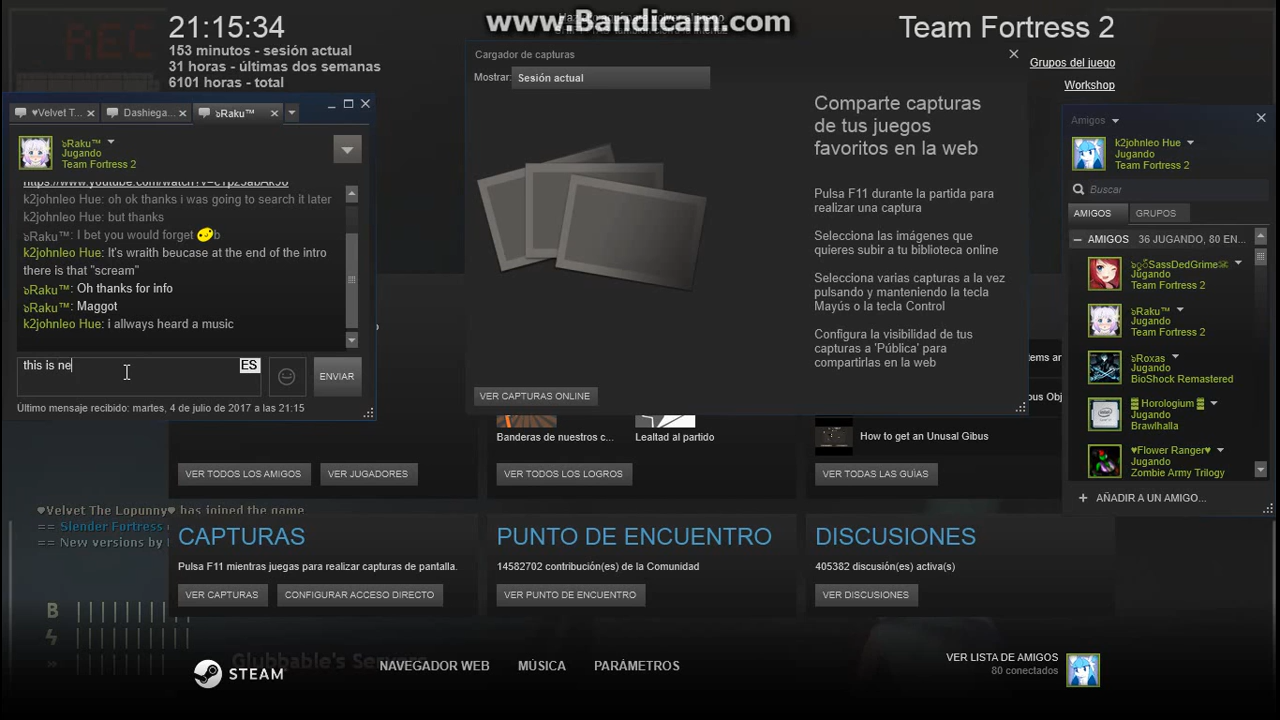 21:15:34
153 minutos - sesión actual
31 horas - últimas dos semanas
6101 horas - total
www.Bandicam.com
Team Fortress 2
Grupos del juego
Workshop
♥Velvet T...
Dashiega...
ঌRaku™
ঌRaku™
Jugando
Team Fortress 2
k2johnleo Hue: oh ok thanks i was going to search it later
k2johnleo Hue: but thanks
ঌRaku™: I bet you would forget b
k2johnleo Hue: It's wraith beucase at the end of the intro
there is that "scream"
ঌRaku™: Oh thanks for info
ঌRaku™: Maggot
k2johnleo Hue: i allways heard a music
this is ne
ES
ENVIAR
Último mensaje recibido: martes, 4 de julio de 2017 a las 21:15
Cargador de capturas
Mostrar: Sesión actual
Comparte capturas
de tus juegos
favoritos en la web
Pulsa F11 durante la partida para
realizar una captura
Selecciona las imágenes que
quieres subir a tu biblioteca online
Selecciona varias capturas a la vez
pulsando y manteniendo la tecla
Mayús o la tecla Control
Configura la visibilidad de tus
capturas a 'Pública' para
compartirlas en la web
VER CAPTURAS ONLINE
Amigos
k2johnleo Hue
Jugando
Team Fortress 2
Buscar
AMIGOS
GRUPOS
AMIGOS 36 JUGANDO, 80 EN...
SassDedGrime
Jugando
Team Fortress 2
ঌRaku™
Jugando
Team Fortress 2
ঌRoxas
Jugando
BioShock Remastered
▓ Horologium ▓
Jugando
Brawlhalla
♥Flower Ranger♥
Jugando
Zombie Army Trilogy
+ AÑADIR A UN AMIGO...
Banderas de nuestros c...
Lealtad al partido
How to get an Unusal Gibus
VER TODOS LOS AMIGOS
VER JUGADORES
VER TODOS LOS LOGROS
VER TODAS LAS GUÍAS
♥Velvet The Lopunny♥ has joined the game
== Slender Fortress
== New versions by
CAPTURAS
Pulsa F11 mientras juegas para realizar capturas de pantalla.
VER CAPTURAS
CONFIGURAR ACCESO DIRECTO
PUNTO DE ENCUENTRO
14582702 contribución(es) de la Comunidad
VER PUNTO DE ENCUENTRO
DISCUSIONES
405382 discusión(es) activa(s)
VER DISCUSIONES
B
Glubbable's Servers
STEAM
NAVEGADOR WEB
MÚSICA
PARÁMETROS
VER LISTA DE AMIGOS
80 conectados
REC